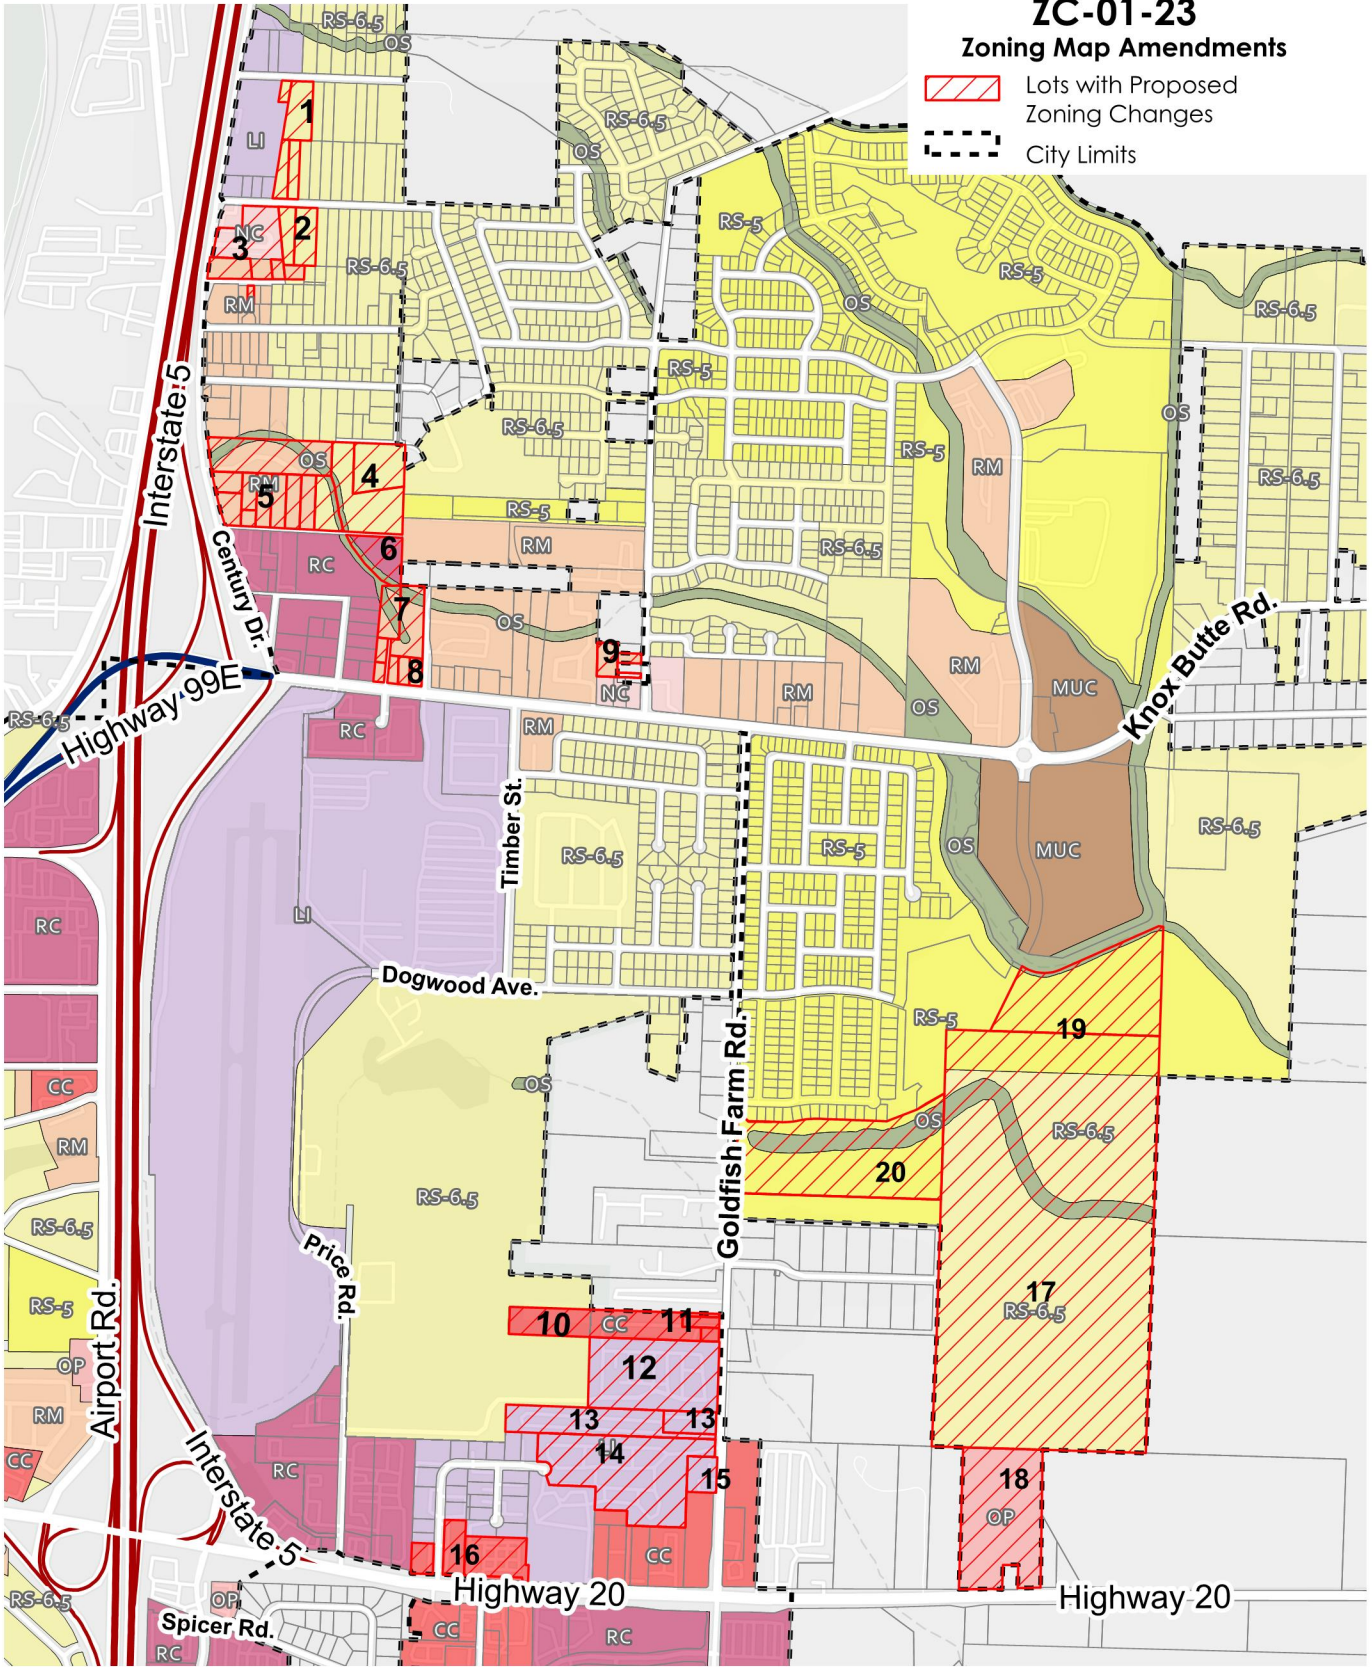 ZC-01-23
Zoning Map Amendments
Lots with Proposed
Zoning Changes
City Limits
RS-6.5
OS
1
LI
RS-6.5
OS
NC
2
3
RS-6.5
RM
RS-5
RS-5
OS
RS-6.5
RS-5
OS
RS-6.5
RS-6.5
Interstate 5
OS
4
RM
5
RS-5
RS-5
RM
RM
RS-6.5
Century Dr.
RC
6
7
OS
8
9
NC
RM
RM
OS
MUC
Knox Butte Rd.
Highway 99E
RS-6.5
RC
RM
Timber St.
RS-6.5
RS-5
OS
MUC
RS-6.5
RC
LI
Dogwood Ave.
RS-5
19
Goldfish Farm Rd.
OS
CC
RM
OS
RS-6.5
20
RS-6.5
RS-6.5
Price Rd.
17
RS-6.5
RS-5
OP
Airport Rd.
10
CC
11
12
RM
13
13
CC
14
15
18
OP
RC
Interstate 5
16
CC
Highway 20
Highway 20
RS-6.5
OP
Spicer Rd.
CC
RC
RC